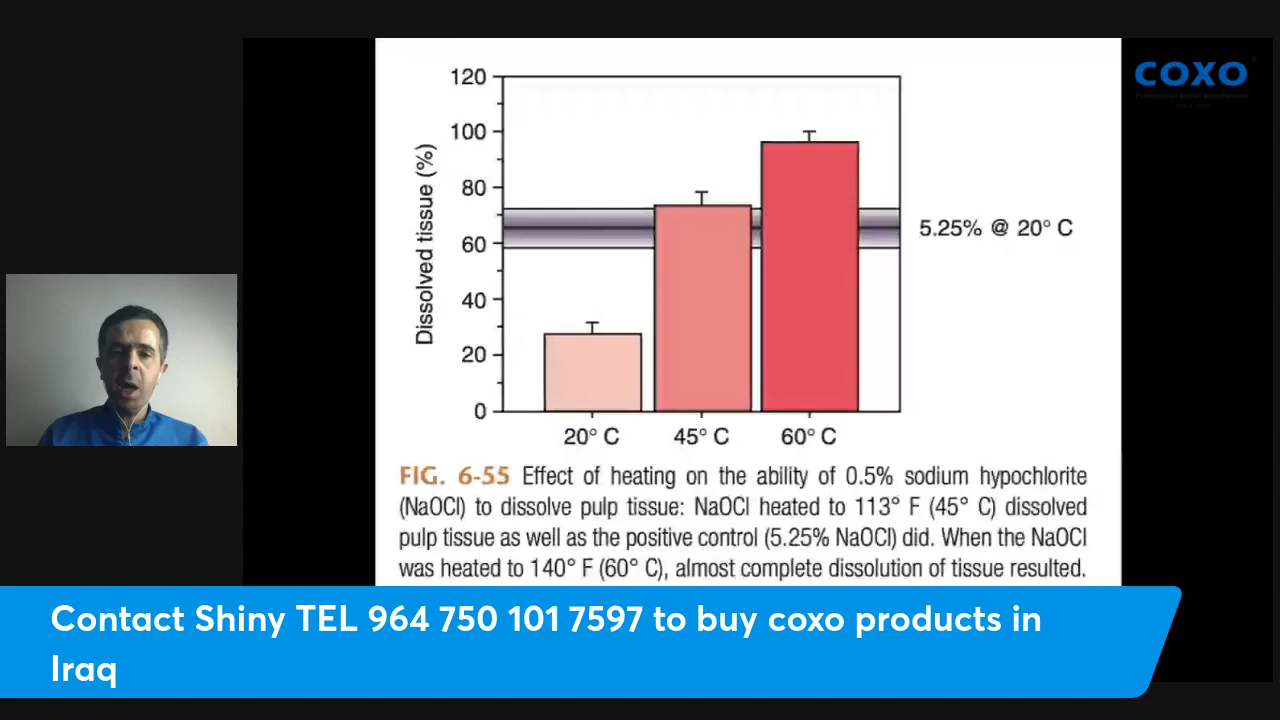 120
100
80
60
40
20
0
Dissolved tissue (%)
20° C
45° C
60° C
5.25% @ 20° C
COXO
FIG. 6-55 Effect of heating on the ability of 0.5% sodium hypochlorite
(NaOCl) to dissolve pulp tissue: NaOCl heated to 113° F (45° C) dissolved
pulp tissue as well as the positive control (5.25% NaOCl) did. When the NaOCl
was heated to 140° F (60° C), almost complete dissolution of tissue resulted.
Contact Shiny TEL 964 750 101 7597 to buy coxo products in
Iraq